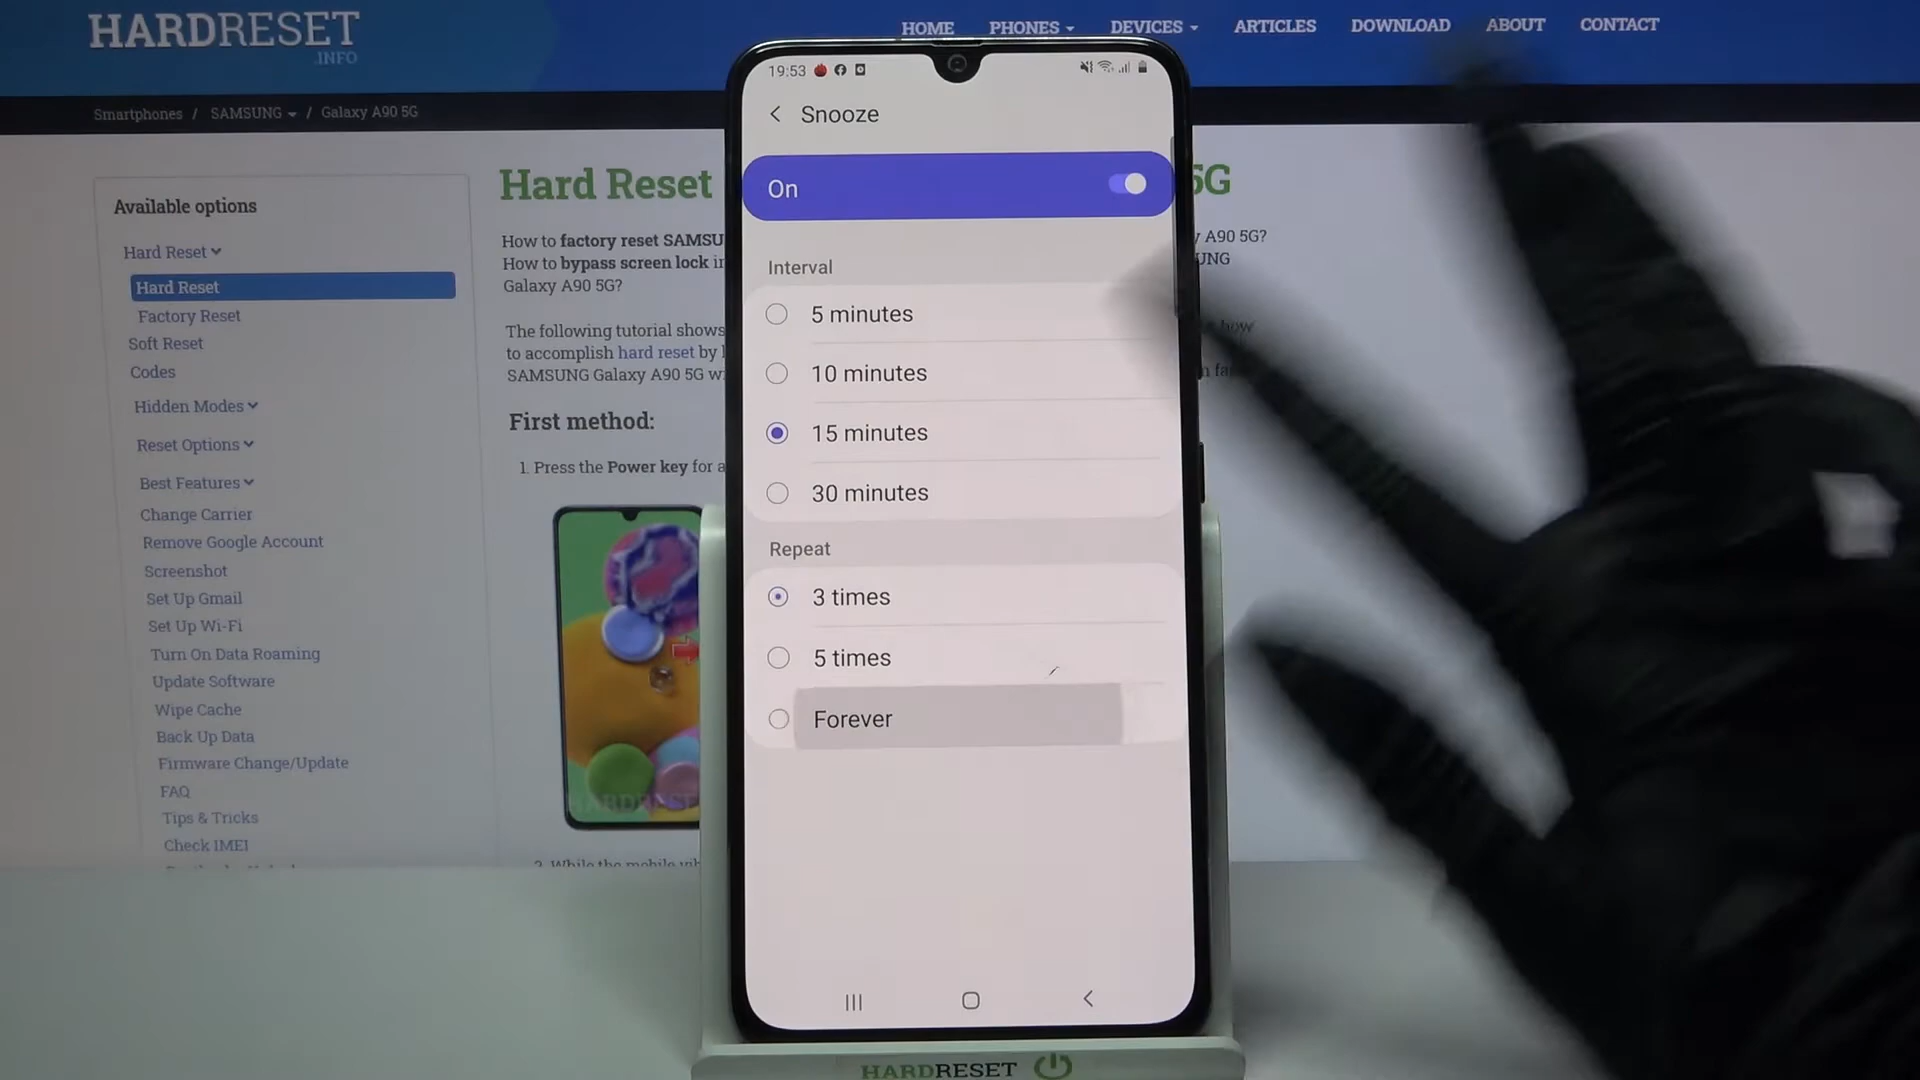 HARDRESET
.INFO
HOME PHONES DEVICES ARTICLES DOWNLOAD ABOUT CONTACT
Smartphones / SAMSUNG / Galaxy A90 5G
Available options
Hard Reset
Hard Reset
Factory Reset
Soft Reset
Codes
Hidden Modes
Reset Options
Best Features
Change Carrier
Remove Google Account
Screenshot
Set Up Gmail
Set Up Wi-Fi
Turn On Data Roaming
Update Software
Wipe Cache
Back Up Data
Firmware Change/Update
FAQ
Tips & Tricks
Check IMEI
Hard Reset 5G
How to factory reset SAMSU A90 5G?
How to bypass screen lock in UNG
Galaxy A90 5G?
The following tutorial shows how
to accomplish hard reset by
SAMSUNG Galaxy A90 5G
First method:
1. Press the Power key for a
2. While the mobile
HARDRESET
19:53
Snooze
On
Interval
5 minutes
10 minutes
15 minutes
30 minutes
Repeat
3 times
5 times
Forever
HARDRESET